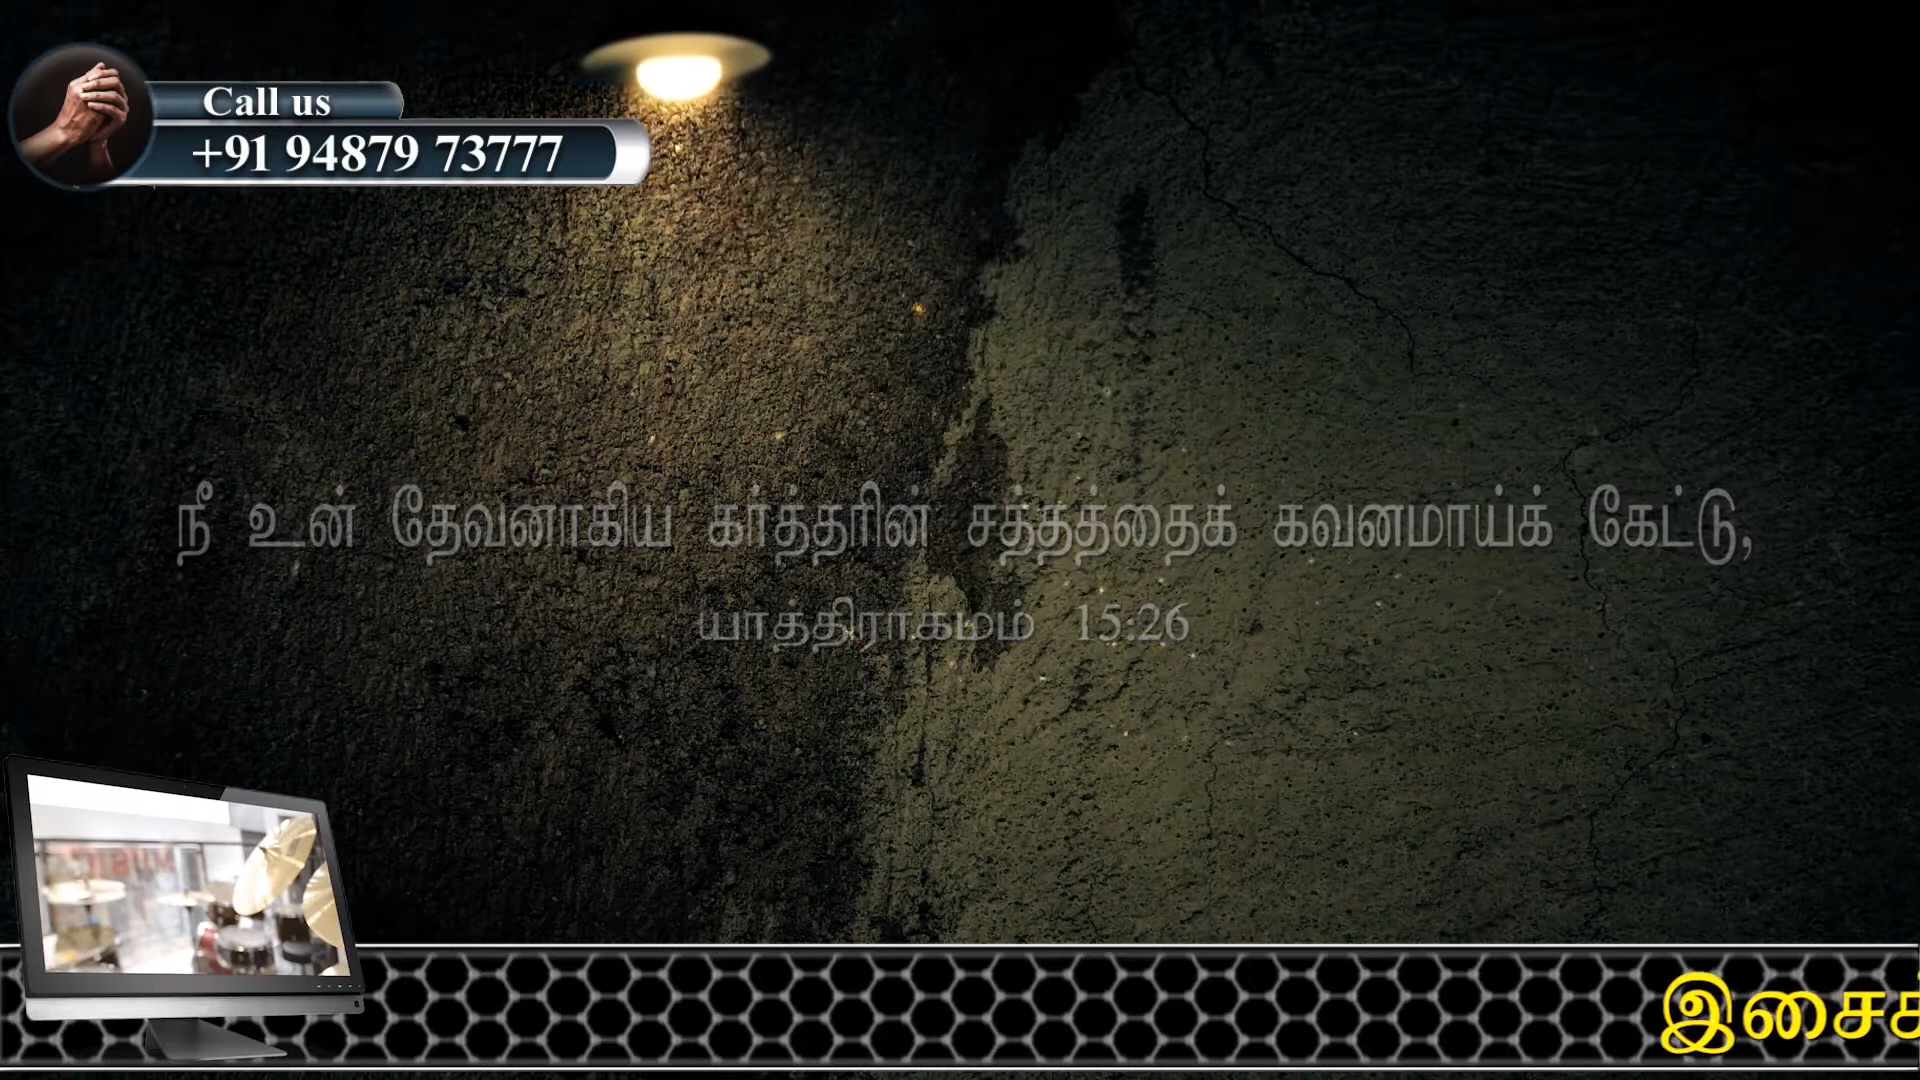 Call us
+91 94879 73777
நீ உன் தேவனாகிய கர்த்தரின் சத்தத்தைக் கவனமாய்க் கேட்டு,
யாத்திராகமம் 15:26